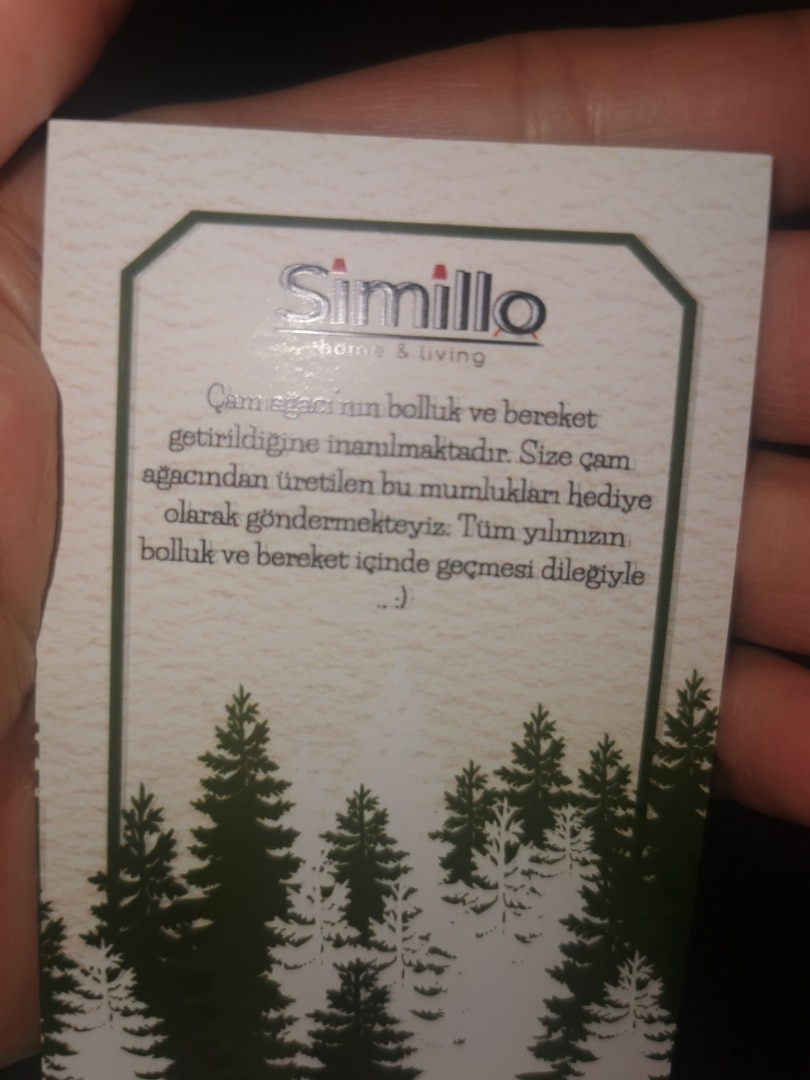 Simillo
home & living
Çam ağacı'nın bolluk ve bereket
getirildiğine inanılmaktadır. Size çam
ağacından üretilen bu mumlukları hediye
olarak göndermekteyiz. Tüm yılınızın
bolluk ve bereket içinde geçmesi dileğiyle
.. :)